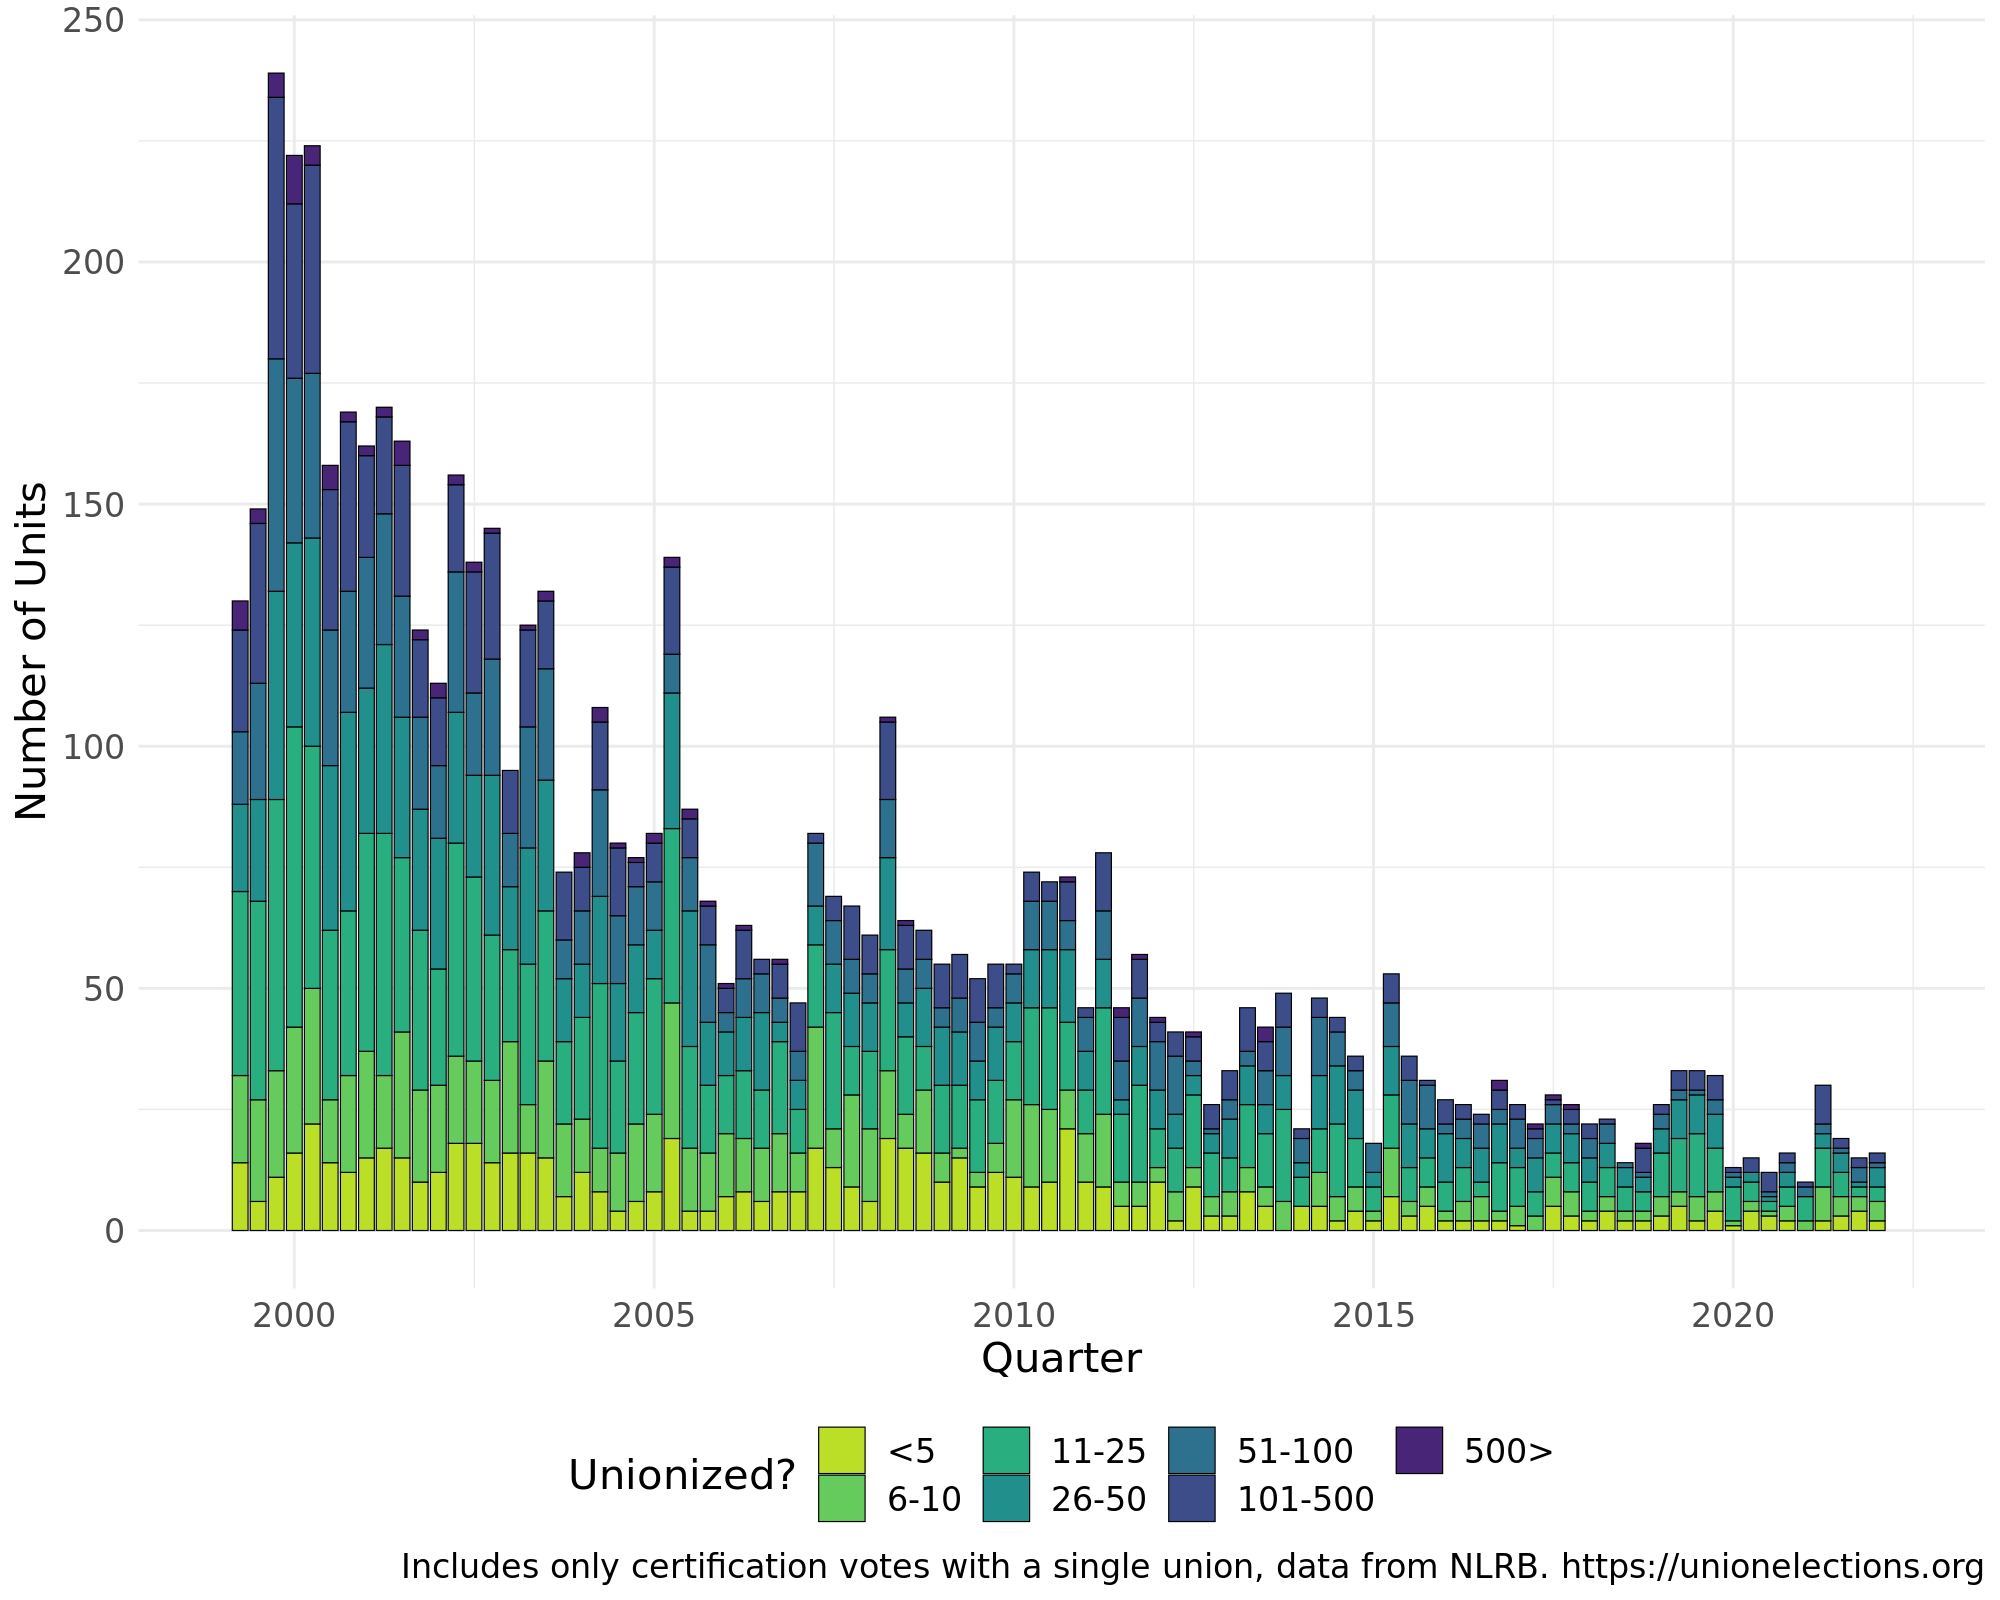 250
200
150
100
50
0
Number of Units
2000 2005 2010 2015 2020
Quarter
Unionized?
<5 11-25 51-100 500>
6-10 26-50 101-500
Includes only certification votes with a single union, data from NLRB. https://unionelections.org